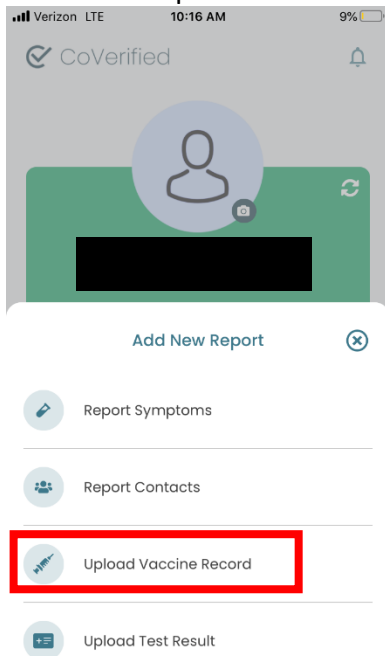 Verizon LTE 10:16 AM 9%
CoVerified
Add New Report
Report Symptoms
Report Contacts
Upload Vaccine Record
Upload Test Result